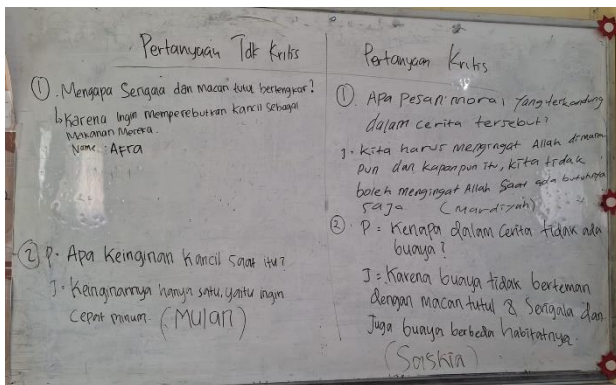 Pertanyaan Tdk Kritis
① Mengapa Serigala dan macan tutul bertengkar?
↳ Karena Ingin memperebutkan kancil sebagai
Makanan Mereka.
Name : AFra
② P. Apa Keinginan Kancil saat itu?
J. Keinginannya hanya satu, yaitu ingin
cepat minum. (Mulan)
Pertanyaan Kritis
①. Apa pesan moral yang terkandung
dalam cerita tersebut?
J. Kita harus mengingat Allah dimana
pun dan kapanpun itu, kita tidak
boleh mengingat Allah saat ada butuhnya
saja (Mardiyah)
② P = Kenapa dalam cerita tidak ada
buaya?
J : Karena buaya tidak berteman
dengan macan tutul & Serigala dan
Juga buaya berbeda habitatnya.
(Saskia)